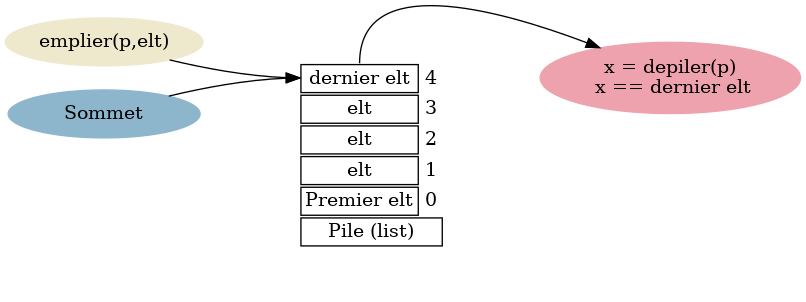 emplier(p,elt)
Sommet
dernier elt 4
elt 3
elt 2
elt 1
Premier elt 0
Pile (list)
x = depiler(p)
x == dernier elt